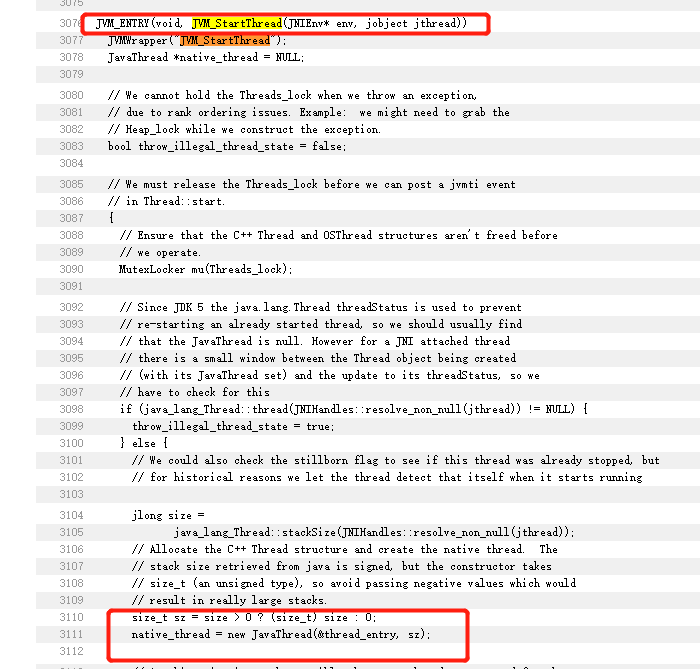 3075
3076 JVM_ENTRY(void, JVM_StartThread(JNIEnv* env, jobject jthread))
3077 JVMWrapper("JVM_StartThread");
3078 JavaThread *native_thread = NULL;
3079
3080 // We cannot hold the Threads_lock when we throw an exception,
3081 // due to rank ordering issues. Example:  we might need to grab the
3082 // Heap_lock while we construct the exception.
3083 bool throw_illegal_thread_state = false;
3084
3085 // We must release the Threads_lock before we can post a jvmti event
3086 // in Thread::start.
3087 {
3088 // Ensure that the C++ Thread and OSThread structures aren't freed before
3089 // we operate.
3090 MutexLocker mu(Threads_lock);
3091
3092 // Since JDK 5 the java.lang.Thread threadStatus is used to prevent
3093 // re-starting an already started thread, so we should usually find
3094 // that the JavaThread is null. However for a JNI attached thread
3095 // there is a small window between the Thread object being created
3096 // (with its JavaThread set) and the update to its threadStatus, so we
3097 // have to check for this
3098 if (java_lang_Thread::thread(JNIHandles::resolve_non_null(jthread)) != NULL) {
3099 throw_illegal_thread_state = true;
3100 } else {
3101 // We could also check the stillborn flag to see if this thread was already stopped, but
3102 // for historical reasons we let the thread detect that itself when it starts running
3103
3104 jlong size =
3105 java_lang_Thread::stackSize(JNIHandles::resolve_non_null(jthread));
3106 // Allocate the C++ Thread structure and create the native thread.  The
3107 // stack size retrieved from java is signed, but the constructor takes
3108 // size_t (an unsigned type), so avoid passing negative values which would
3109 // result in really large stacks.
3110 size_t sz = size > 0 ? (size_t) size : 0;
3111 native_thread = new JavaThread(&thread_entry, sz);
3112